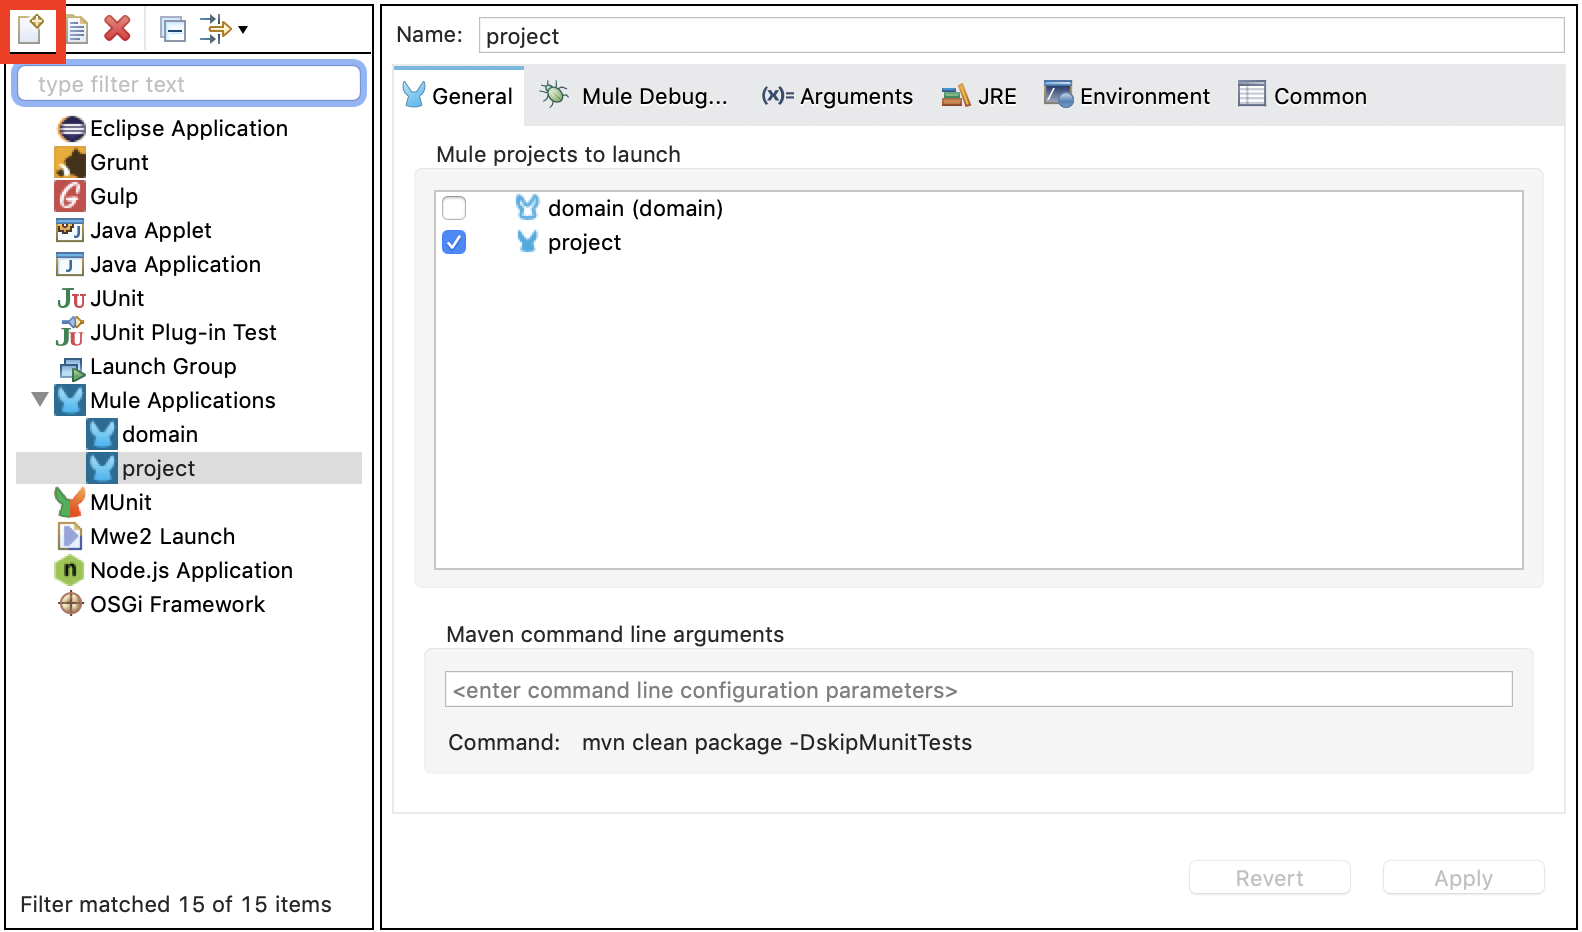 Name: project
type filter text
General Mule Debug... (x)= Arguments JRE Environment Common
Eclipse Application
Grunt
Gulp
Java Applet
Java Application
JUnit
JUnit Plug-in Test
Launch Group
Mule Applications
domain
project
MUnit
Mwe2 Launch
Node.js Application
OSGi Framework
Filter matched 15 of 15 items
Mule projects to launch
domain (domain)
project
Maven command line arguments
<enter command line configuration parameters>
Command: mvn clean package -DskipMunitTests
Revert Apply